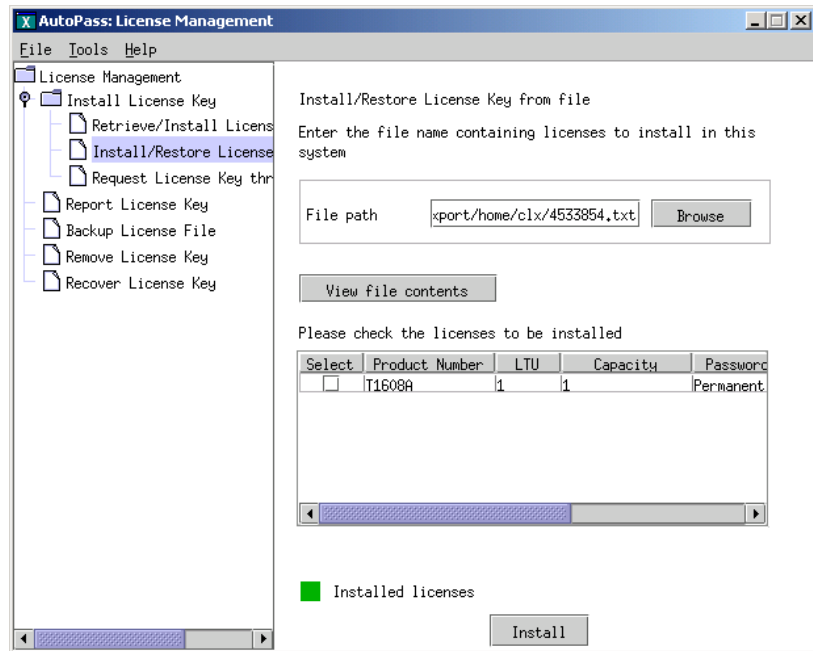 AutoPass: License Management
File Tools Help
License Management
Install License Key
Retrieve/Install Licens
Install/Restore License
Request License Key thr
Report License Key
Backup License File
Remove License Key
Recover License Key
Install/Restore License Key from file
Enter the file name containing licenses to install in this
system
File path xport/home/clx/4533854.txt Browse
View file contents
Please check the licenses to be installed
Select Product Number LTU Capacity Password
T1608A 1 1 Permanent
Installed licenses
Install